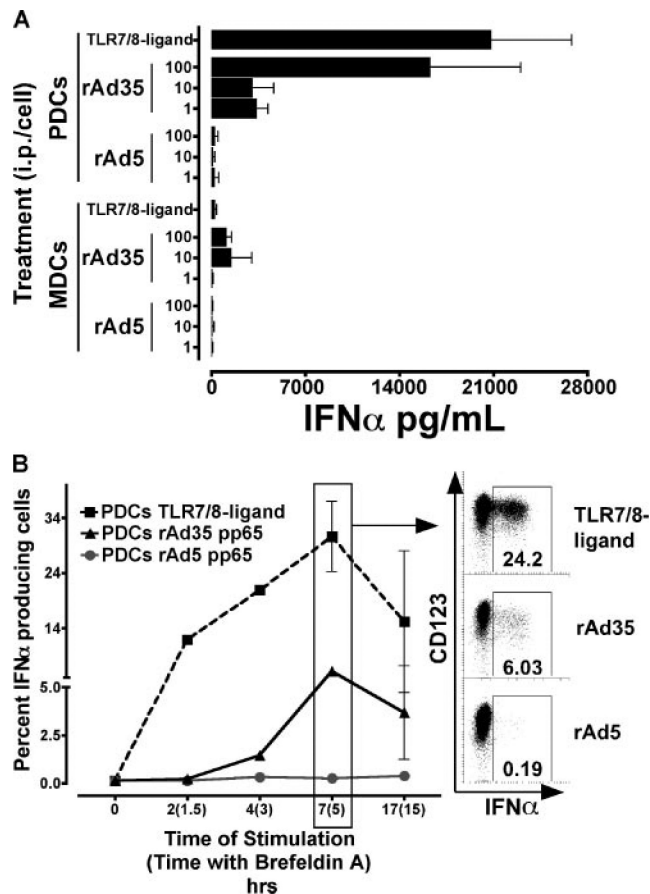 A
Treatment (i.p./cell)
PDCs
TLR7/8-ligand
rAd35
100
10
1
rAd5
100
10
1
MDCs
TLR7/8-ligand
rAd35
100
10
1
rAd5
100
10
1
0 7000 14000 21000 28000
IFNα pg/mL
B
Percent IFNα producing cells
34
24
14
5.0
2.5
0.0
PDCs TLR7/8-ligand
PDCs rAd35 pp65
PDCs rAd5 pp65
0 2(1.5) 4(3) 7(5) 17(15)
Time of Stimulation
(Time with Brefeldin A)
hrs
CD123
24.2
TLR7/8-
ligand
6.03
rAd35
0.19
rAd5
IFNα